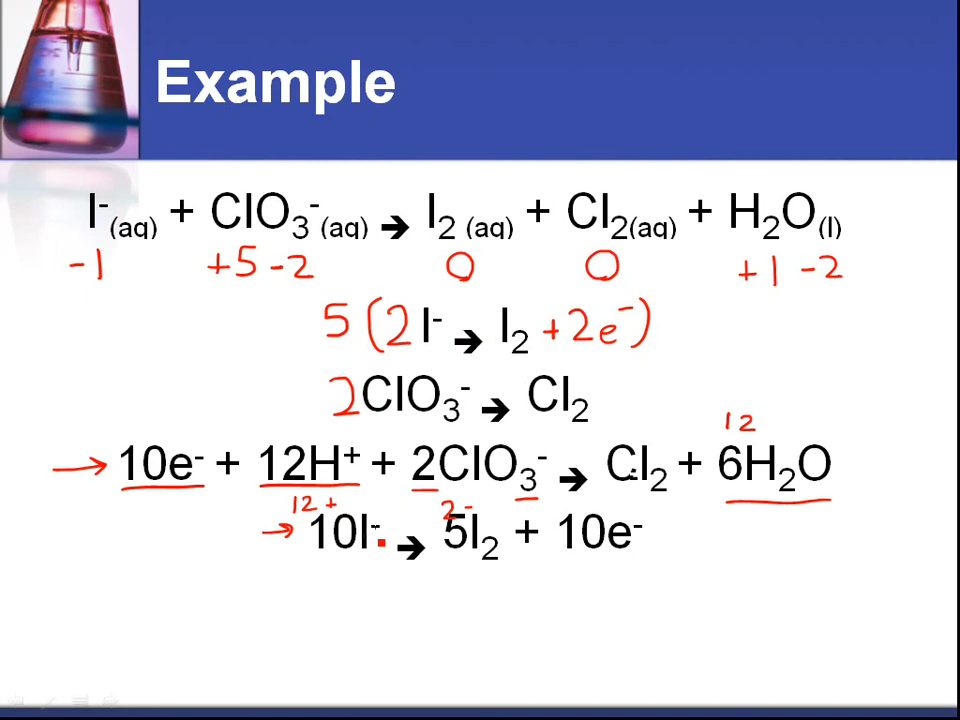 Example
I⁻(aq) + ClO₃⁻(aq) ➔ I₂ (aq) + Cl₂(aq) + H₂O(l)
-1 +5 -2 0 0 +1 -2
5 (2 I⁻ ➔ I₂ +2e⁻)
2ClO₃⁻ ➔ Cl₂
12
→ 10e⁻ + 12H⁺ + 2ClO₃⁻ ➔ Cl₂ + 6H₂O
12+ 2-
→ 10I⁻ ➔ 5I₂ + 10e⁻